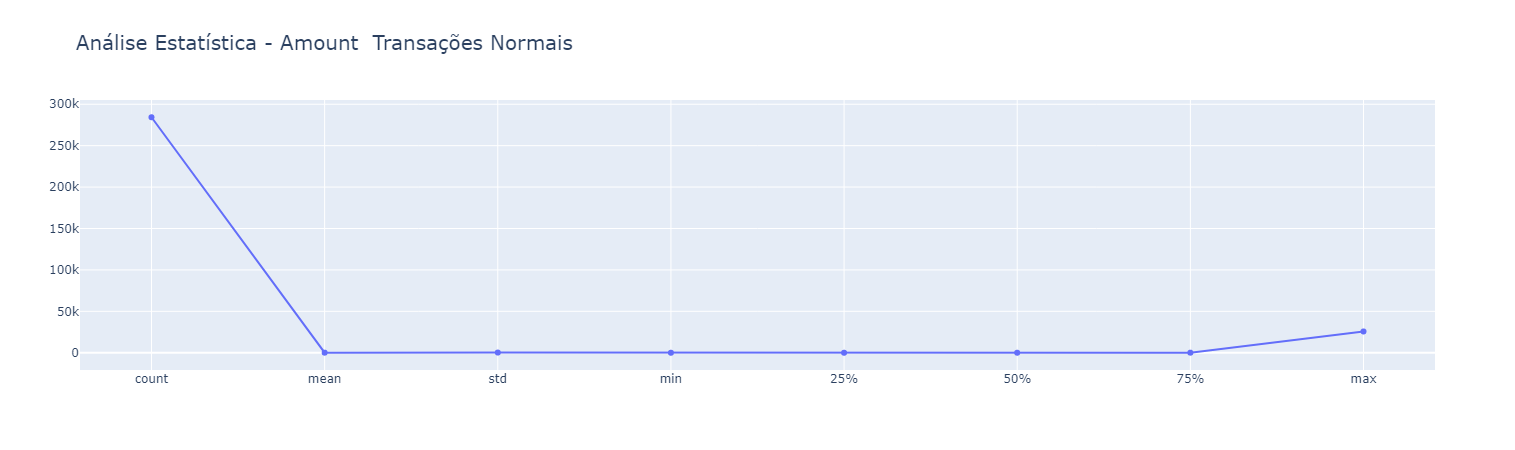 Análise Estatística - Amount  Transações Normais
300k
250k
200k
150k
100k
50k
0
count mean std min 25% 50% 75% max